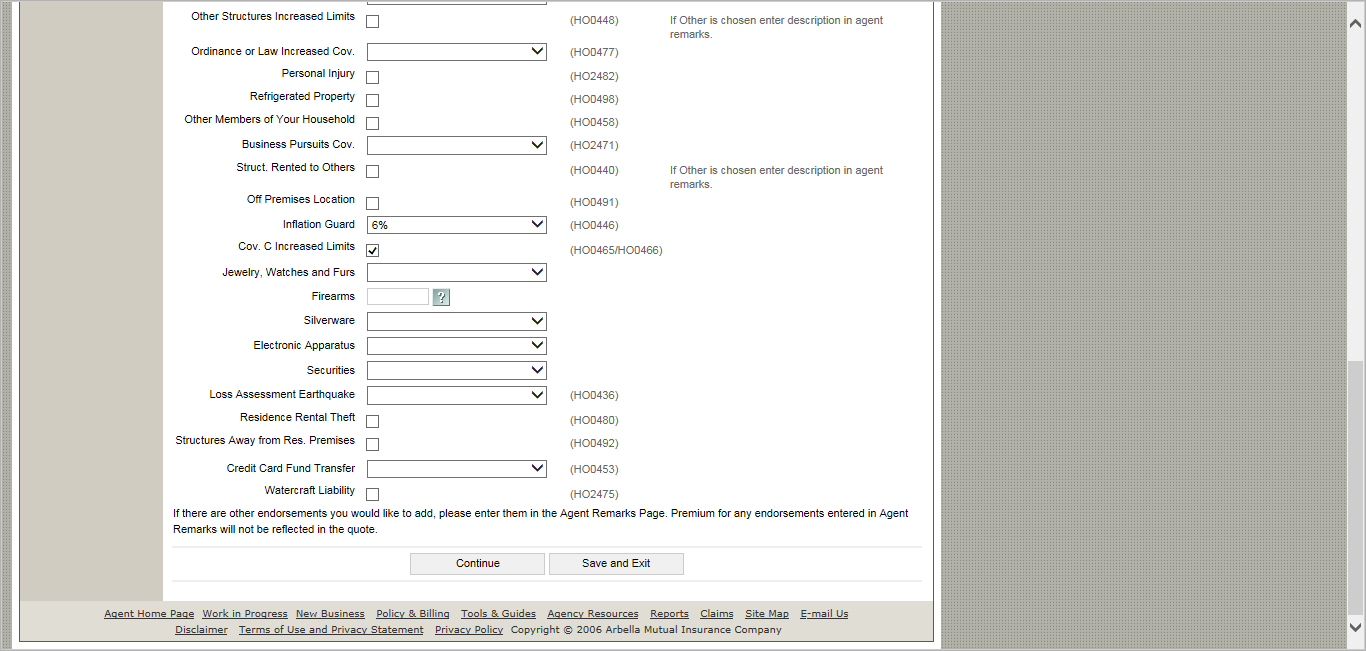 Other Structures Increased Limits (HO0448) If Other is chosen enter description in agent
remarks.
Ordinance or Law Increased Cov. (HO0477)
Personal Injury (HO2482)
Refrigerated Property (HO0498)
Other Members of Your Household (HO0458)
Business Pursuits Cov. (HO2471)
Struct. Rented to Others (HO0440) If Other is chosen enter description in agent
remarks.
Off Premises Location (HO0491)
Inflation Guard 6% (HO0446)
Cov. C Increased Limits (HO0465/HO0466)
Jewelry, Watches and Furs
Firearms ?
Silverware
Electronic Apparatus
Securities
Loss Assessment Earthquake (HO0436)
Residence Rental Theft (HO0480)
Structures Away from Res. Premises (HO0492)
Credit Card Fund Transfer (HO0453)
Watercraft Liability (HO2475)
If there are other endorsements you would like to add, please enter them in the Agent Remarks Page. Premium for any endorsements entered in Agent
Remarks will not be reflected in the quote.
Continue Save and Exit
Agent Home Page Work in Progress New Business Policy & Billing Tools & Guides Agency Resources Reports Claims Site Map E-mail Us
Disclaimer Terms of Use and Privacy Statement Privacy Policy Copyright © 2006 Arbella Mutual Insurance Company